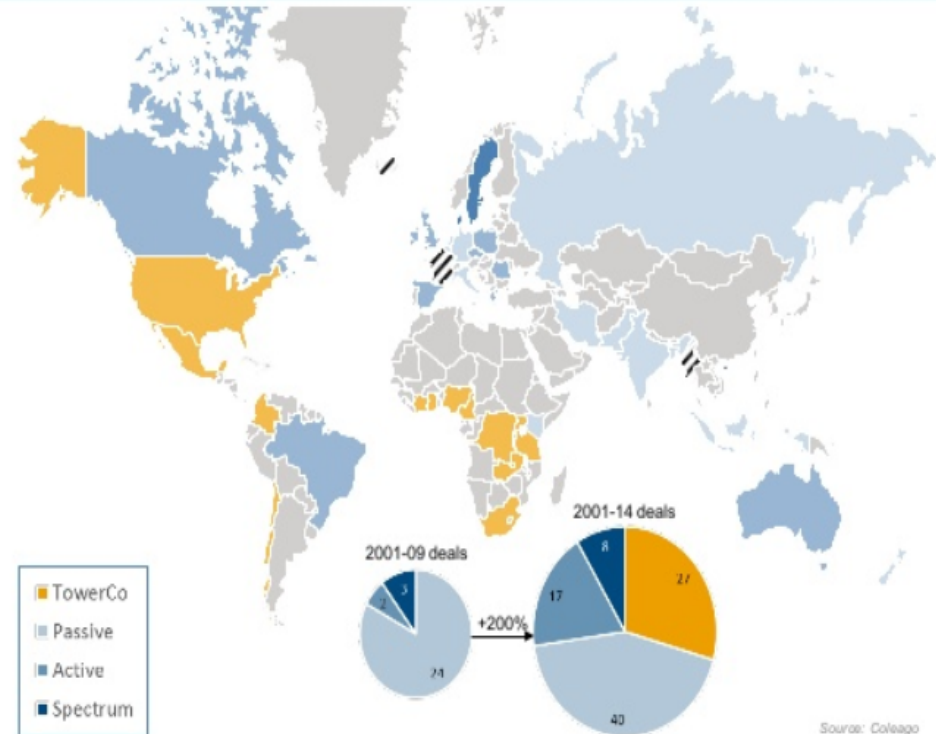 2001-14 deals
2001-09 deals
8
27
17
3
2
+200%
24
40
TowerCo
Passive
Active
Spectrum
Source: Coleago